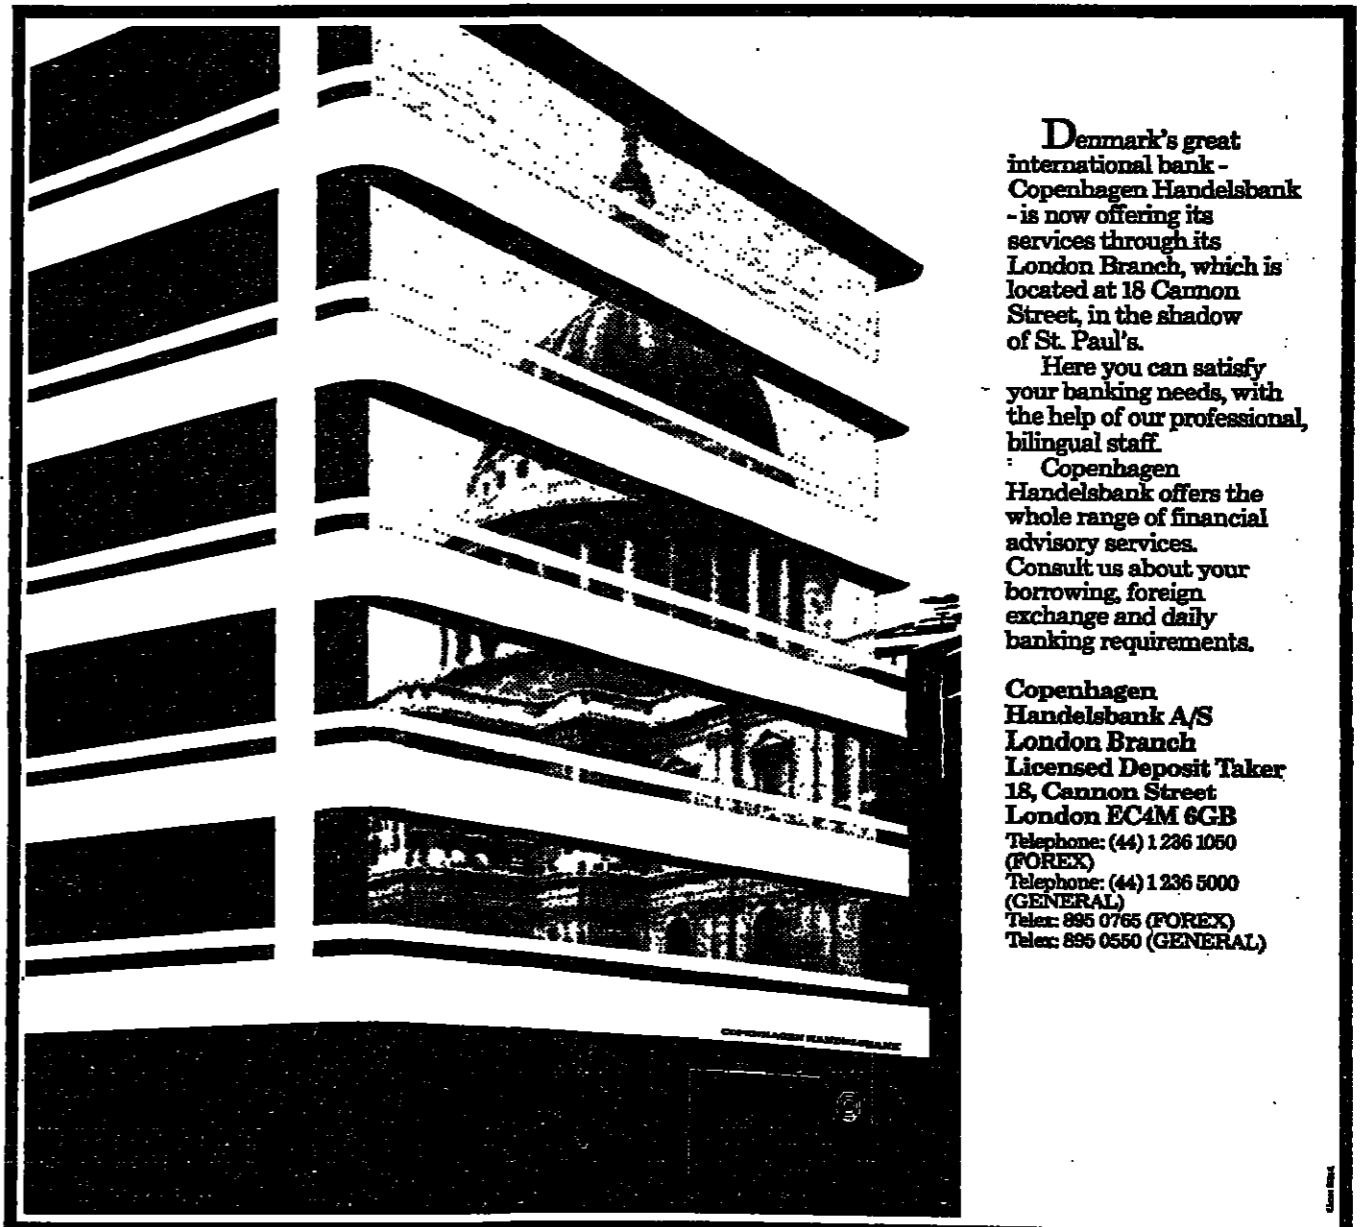 Denmark's great
international bank -
Copenhagen Handelsbank
- is now offering its
services through its
London Branch, which is
located at 18 Cannon
Street, in the shadow
of St. Paul's.
Here you can satisfy
your banking needs, with
the help of our professional,
bilingual staff.
Copenhagen
Handelsbank offers the
whole range of financial
advisory services.
Consult us about your
borrowing, foreign
exchange and daily
banking requirements.
Copenhagen
Handelsbank A/S
London Branch
Licensed Deposit Taker
18, Cannon Street
London EC4M 6GB
Telephone: (44) 1 236 1050
(FOREX)
Telephone: (44) 1 236 5000
(GENERAL)
Telex: 895 0765 (FOREX)
Telex: 895 0550 (GENERAL)
COPENHAGEN HANDELSBANK